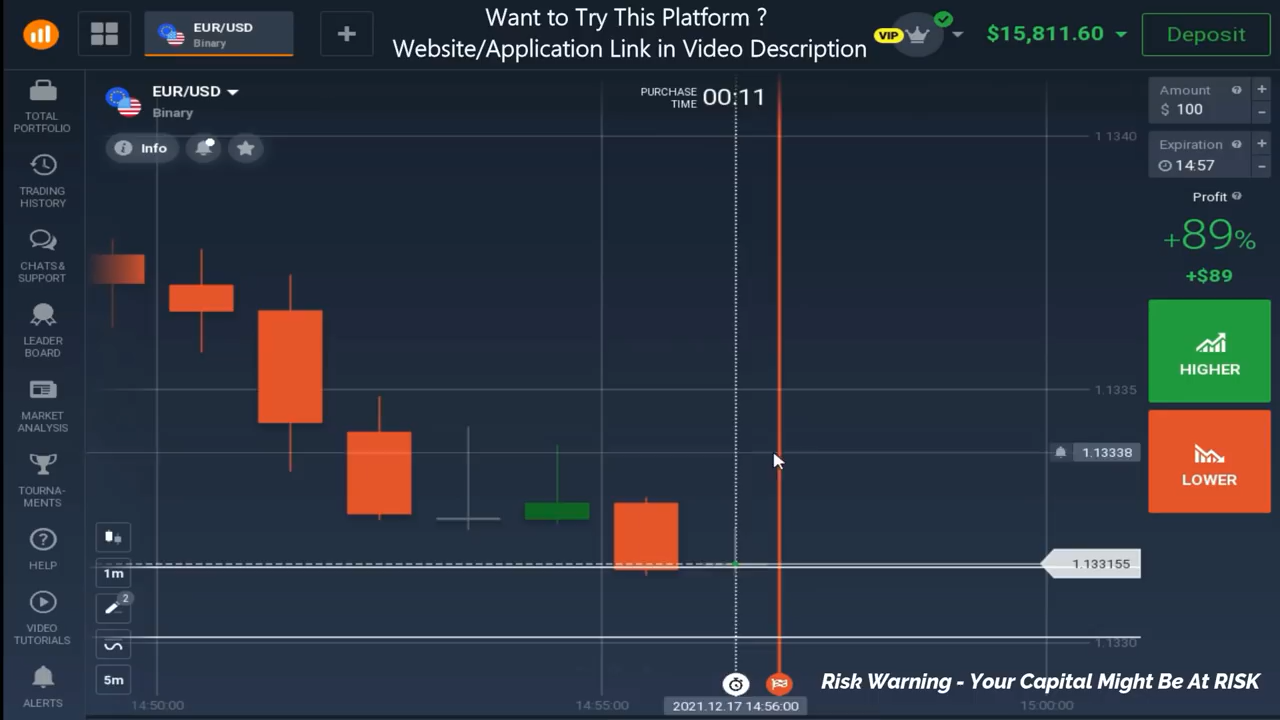 EUR/USD
Binary
Want to Try This Platform ?
Website/Application Link in Video Description
VIP
$15,811.60
Deposit
TOTAL
PORTFOLIO
TRADING
HISTORY
CHATS &
SUPPORT
LEADER
BOARD
MARKET
ANALYSIS
TOURNA-
MENTS
HELP
VIDEO
TUTORIALS
ALERTS
EUR/USD
Binary
Info
PURCHASE
TIME
00:11
1.1340
1.1335
1.13338
1.133155
1.1330
1m
2
5m
14:50:00
14:55:00
2021.12.17 14:56:00
15:00:00
Amount
$ 100
+
-
Expiration
14:57
+
-
Profit
+89%
+$89
HIGHER
LOWER
Risk Warning - Your Capital Might Be At RISK